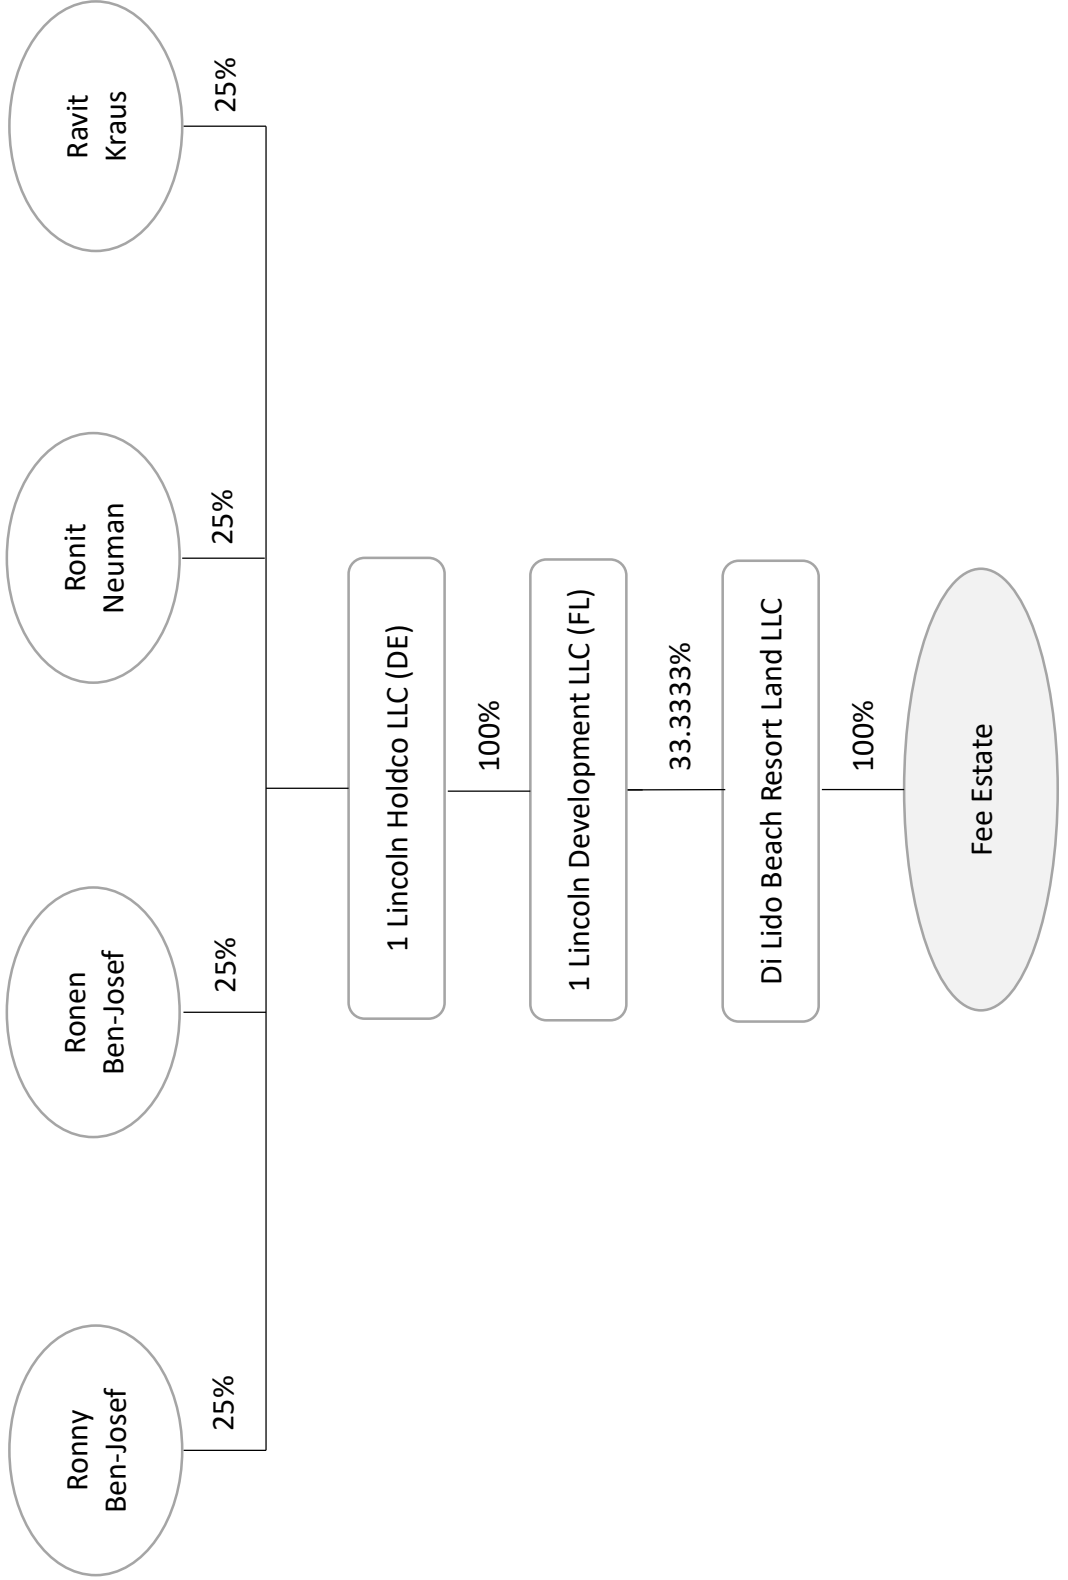 Ronny
Ben-Josef
Ronen
Ben-Josef
Ronit
Neuman
Ravit
Kraus
25%
25%
25%
25%
1 Lincoln Holdco LLC (DE)
100%
1 Lincoln Development LLC (FL)
33.3333%
Di Lido Beach Resort Land LLC
100%
Fee Estate